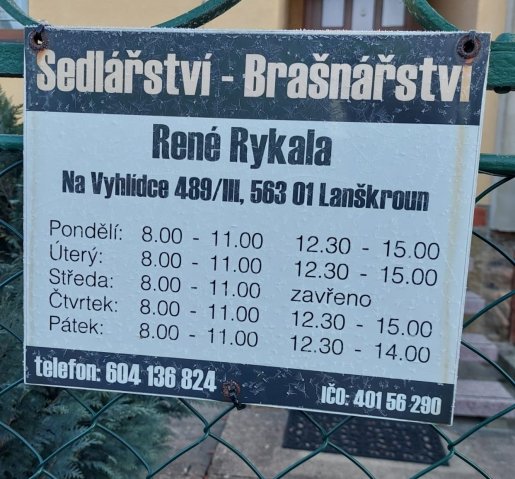 Sedlářství - Brašnářství
René Rykala
Na Vyhlídce 489/III, 563 01 Lanškroun
Pondělí: 8.00 - 11.00 12.30 - 15.00
Úterý: 8.00 - 11.00 12.30 - 15.00
Středa: 8.00 - 11.00 zavřeno
Čtvrtek: 8.00 - 11.00 12.30 - 15.00
Pátek: 8.00 - 11.00 12.30 - 14.00
telefon: 604 136 824 IČO: 401 56 290